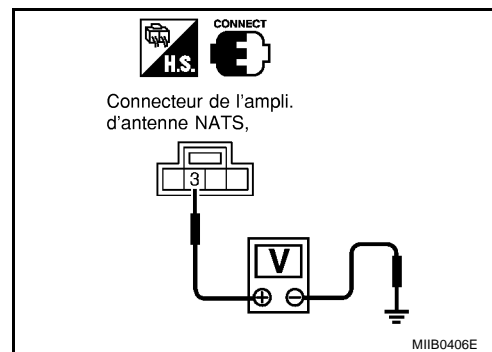 CONNECT
H.S.
Connecteur de l'ampli.
d'antenne NATS,
3
V
+ −
MIIB0406E